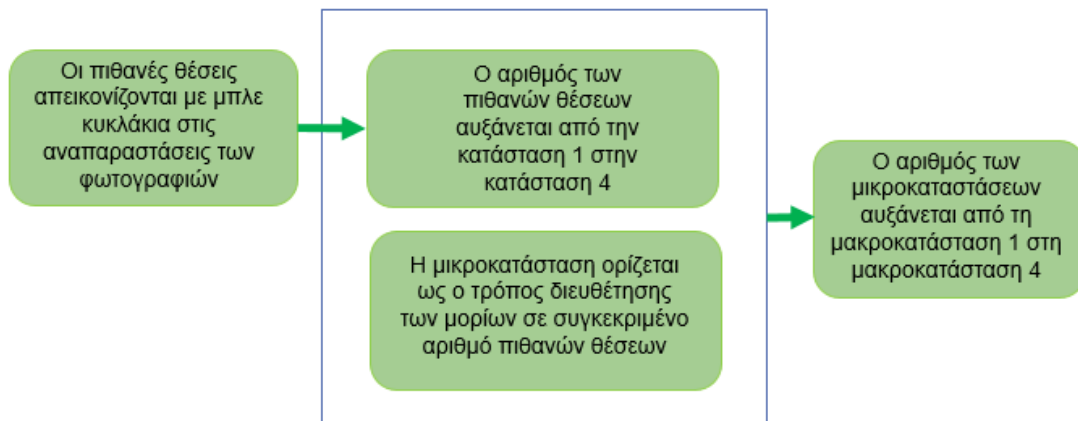 Οι πιθανές θέσεις
απεικονίζονται με μπλε
κυκλάκια στις
αναπαραστάσεις των
φωτογραφιών
Ο αριθμός των
πιθανών θέσεων
αυξάνεται από την
κατάσταση 1 στην
κατάσταση 4
Η μικροκατάσταση ορίζεται
ως ο τρόπος διευθέτησης
των μορίων σε συγκεκριμένο
αριθμό πιθανών θέσεων
Ο αριθμός των
μικροκαταστάσεων
αυξάνεται από τη
μακροκατάσταση 1 στη
μακροκατάσταση 4